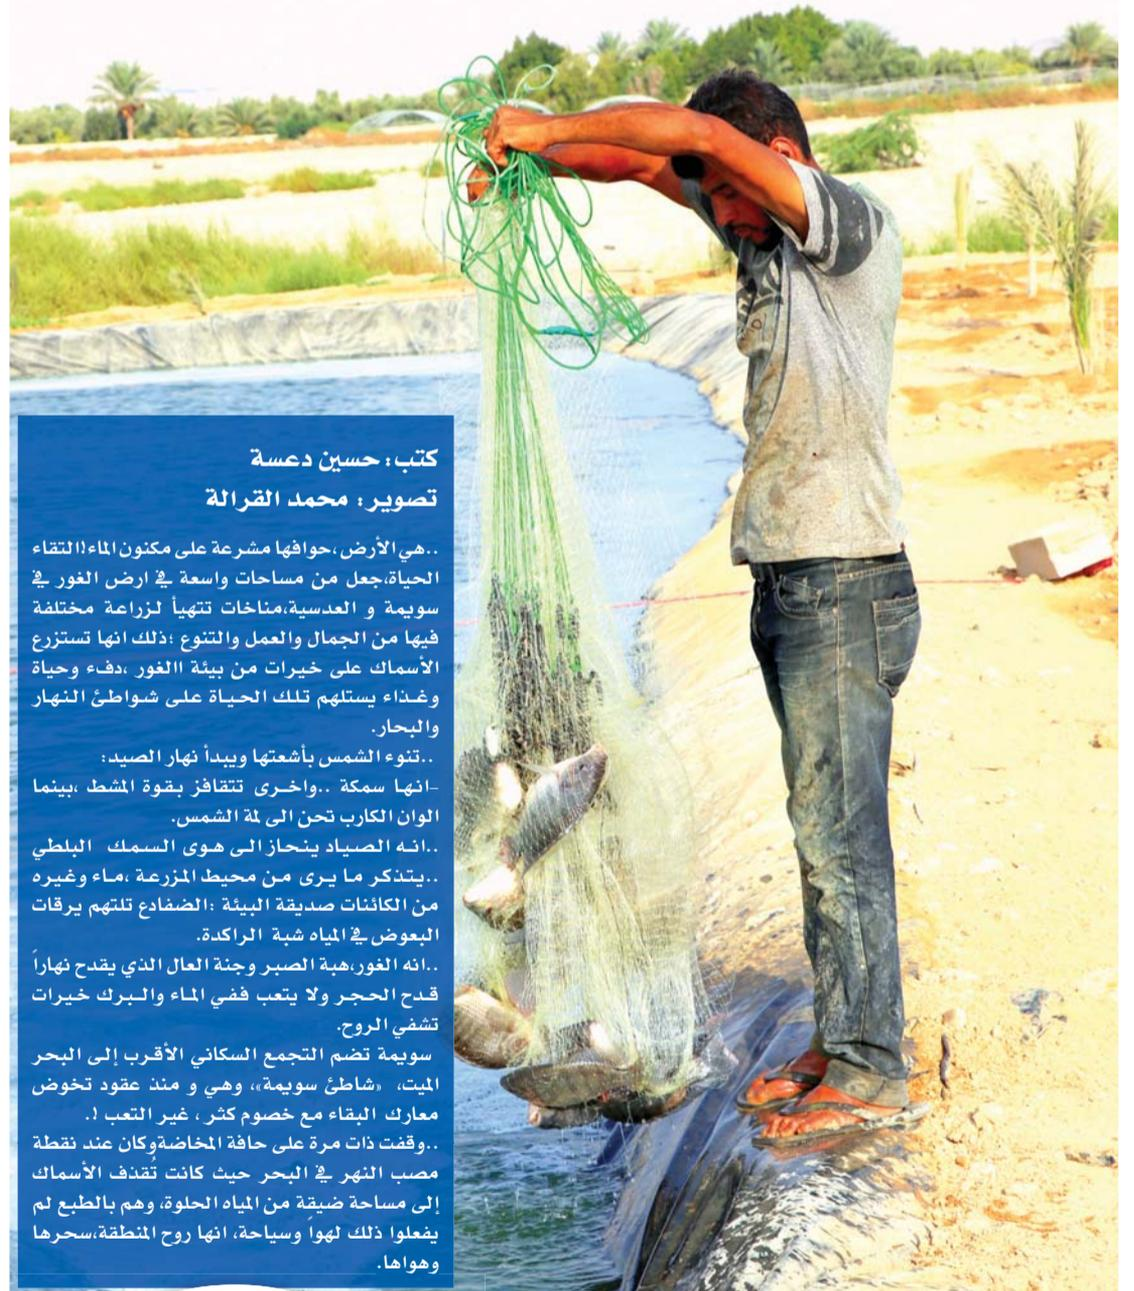 كتب: حسين دعسة
تصوير: محمد القرالة
..هي الأرض،حوافها مشرعة على مكنون الماء!التقاء
الحياة،جعل من مساحات واسعة في ارض الغور في
سويمة و العدسية،مناخات تتهيأ لزراعة مختلفة
فيها من الجمال والعمل والتنوع ؛ذلك انها تستزرع
الأسماك على خيرات من بيئة االغور ،دفء وحياة
وغذاء يستلهم تلك الحياة على شواطئ النهار
والبحار.
..تنوء الشمس بأشعتها ويبدأ نهار الصيد:
-انها سمكة ..واخرى تتقافز بقوة المشط ،بينما
الوان الكارب تحن الى لمة الشمس.
..انه الصياد ينحاز الى هوى السمك البلطي
..يتذكر ما يرى من محيط المزرعة ،ماء وغيره
من الكائنات صديقة البيئة :الضفادع تلتهم يرقات
البعوض في المياه شبة الراكدة.
..انه الغور،هبة الصبر وجنة العال الذي يقدح نهاراً
قدح الحجر ولا يتعب ففي الماء والبرك خيرات
تشفي الروح.
سويمة تضم التجمع السكاني الأقرب إلى البحر
الميت، «شاطئ سويمة»، وهي و منذ عقود تخوض
معارك البقاء مع خصوم كثر ، غير التعب !.
..وقفت ذات مرة على حافة المخاضةوكان عند نقطة
مصب النهر في البحر حيث كانت تُقذف الأسماك
إلى مساحة ضيقة من المياه الحلوة، وهم بالطبع لم
يفعلوا ذلك لهواً وسياحة، انها روح المنطقة،سحرها
وهواها.